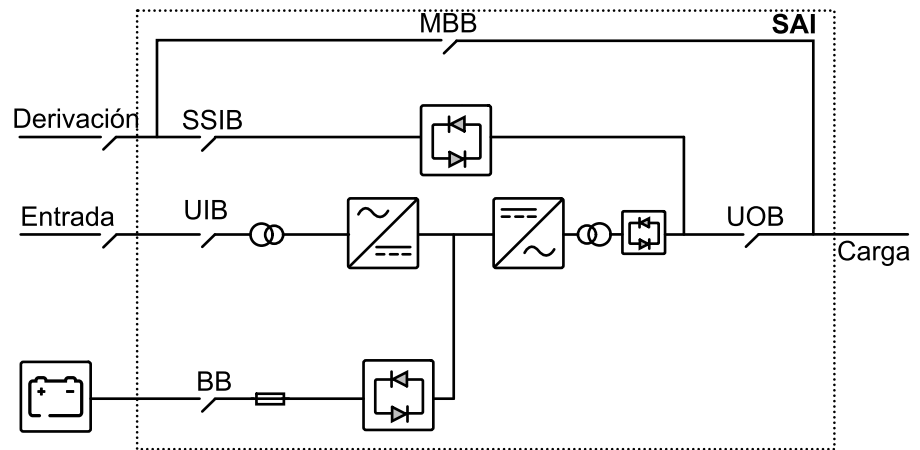 MBB
SAI
Derivación
SSIB
Entrada
UIB
UOB
Carga
BB